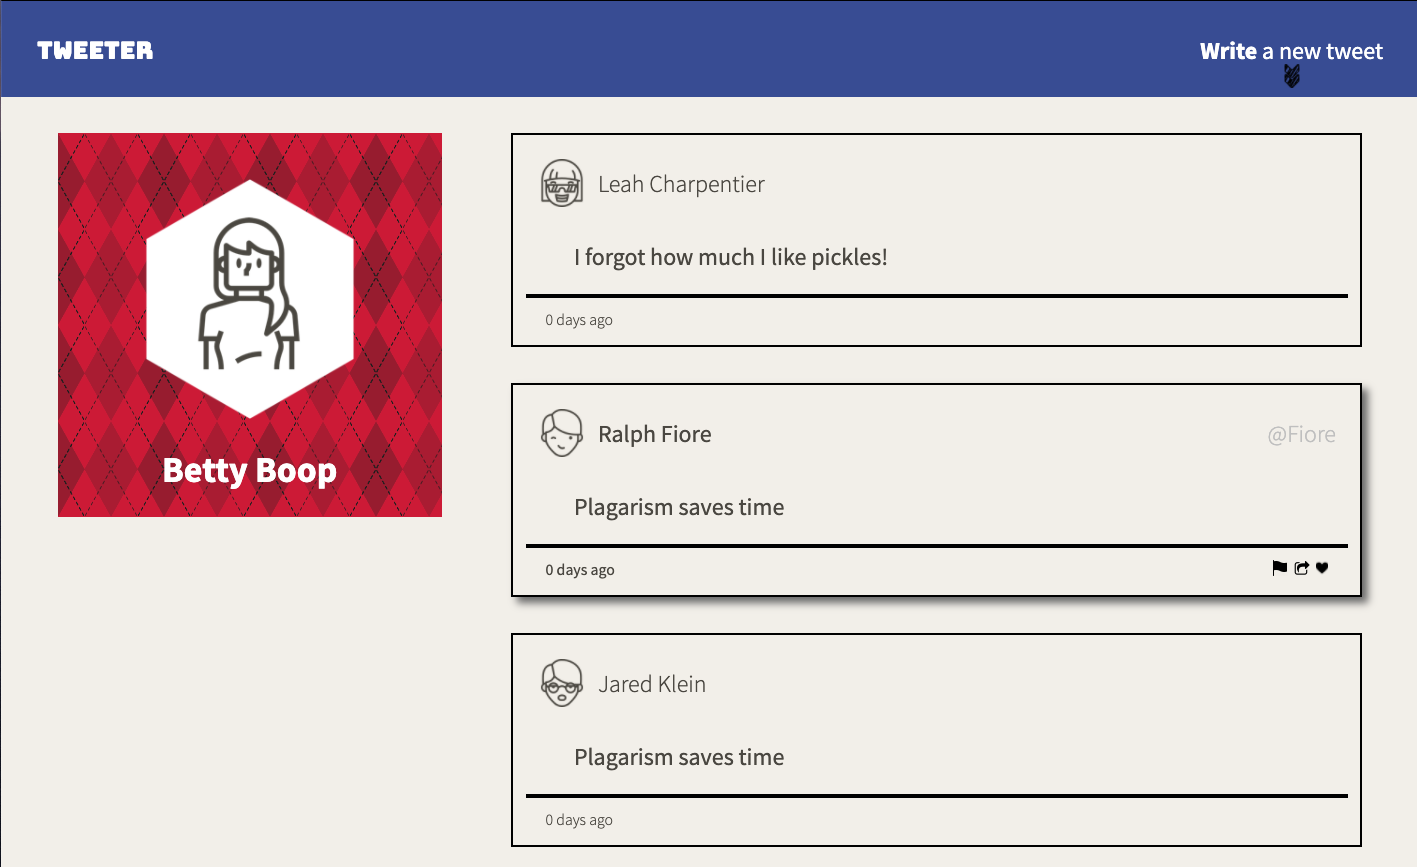 TWEETER
Write a new tweet
Betty Boop
Leah Charpentier
I forgot how much I like pickles!
0 days ago
Ralph Fiore
@Fiore
Plagarism saves time
0 days ago
Jared Klein
Plagarism saves time
0 days ago